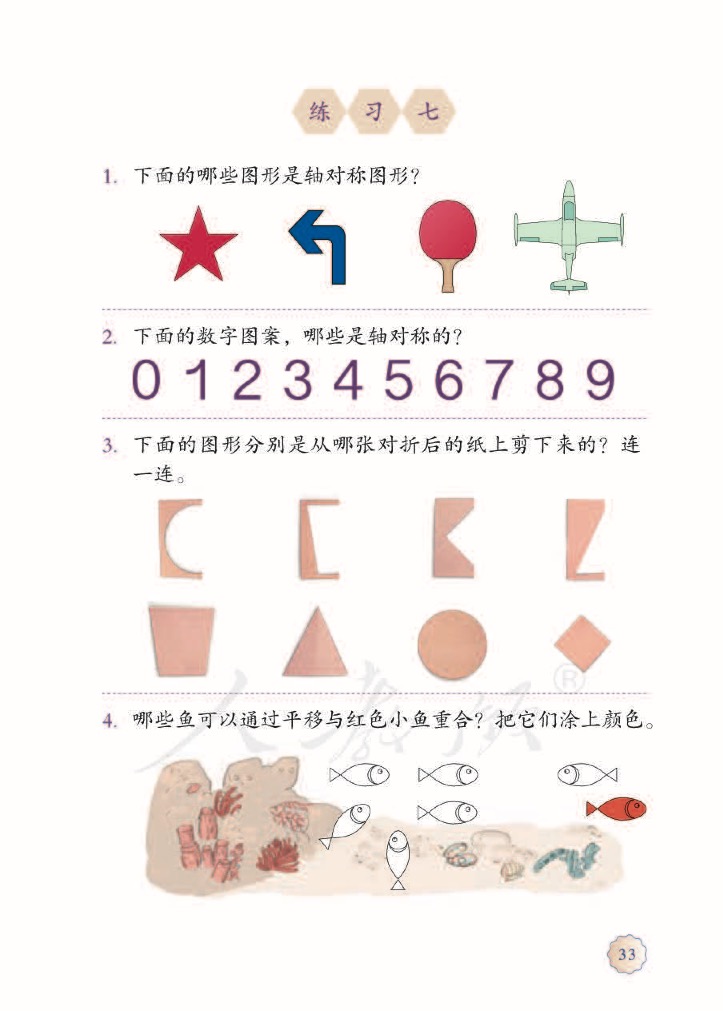 练习七
1. 下面的哪些图形是轴对称图形？
2. 下面的数字图案，哪些是轴对称的？
0 1 2 3 4 5 6 7 8 9
3. 下面的图形分别是从哪张对折后的纸上剪下来的？连
一连。
人教领®
4. 哪些鱼可以通过平移与红色小鱼重合？把它们涂上颜色。
33